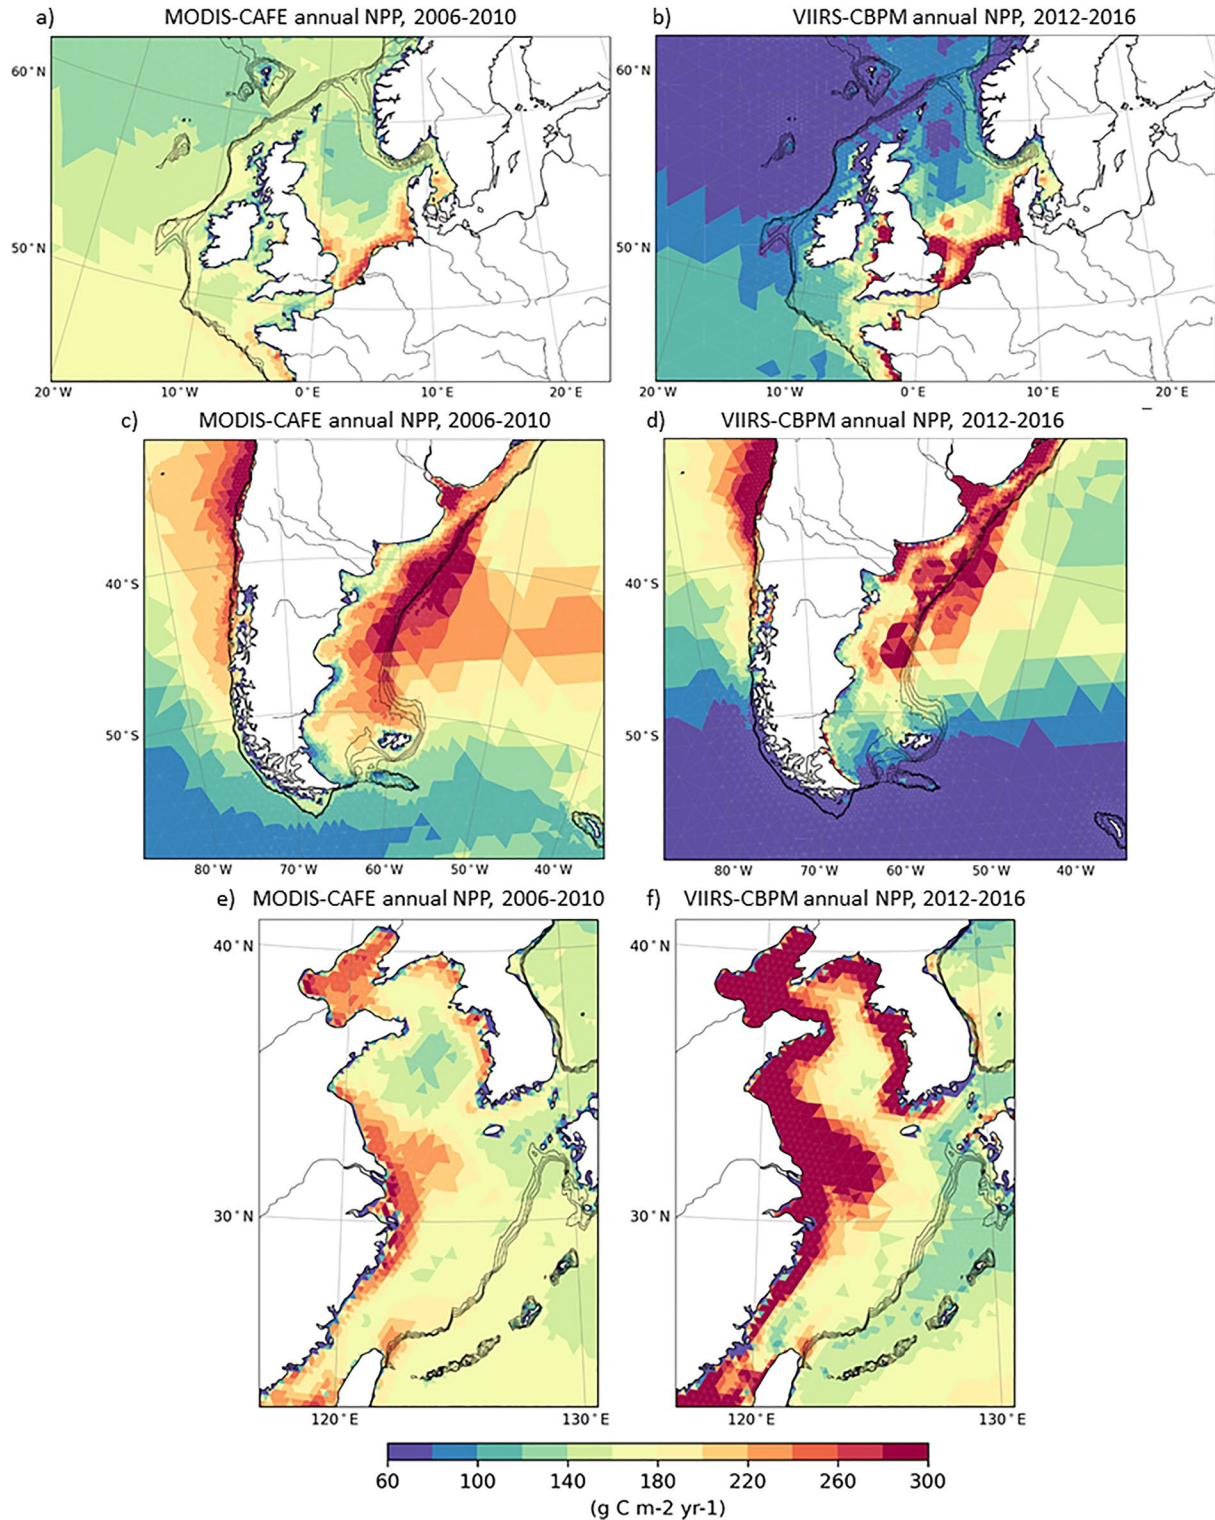 a) MODIS-CAFE annual NPP, 2006-2010
b) VIIRS-CBPM annual NPP, 2012-2016
60°N
50°N
20°W 10°W 0°E 10°E 20°E
60°N
50°N
20°W 10°W 0°E 10°E 20°E
c) MODIS-CAFE annual NPP, 2006-2010
d) VIIRS-CBPM annual NPP, 2012-2016
40°S
50°S
80°W 70°W 60°W 50°W 40°W
40°S
50°S
80°W 70°W 60°W 50°W 40°W
e) MODIS-CAFE annual NPP, 2006-2010
f) VIIRS-CBPM annual NPP, 2012-2016
40°N
30°N
120°E 130°E
40°N
30°N
120°E 130°E
60 100 140 180 220 260 300
(g C m-2 yr-1)